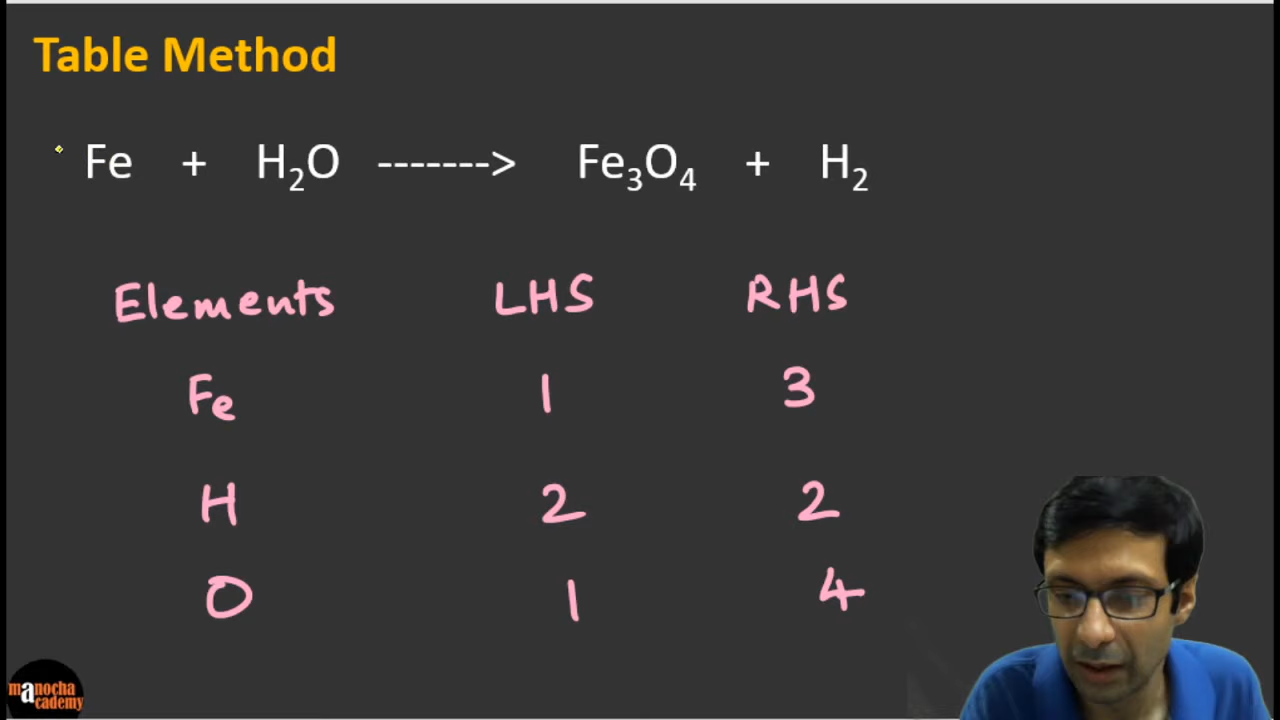 Table Method
Fe + H₂O -------> Fe₃O₄ + H₂
Elements LHS RHS
Fe 1 3
H 2 2
O 1 4
manocha
academy